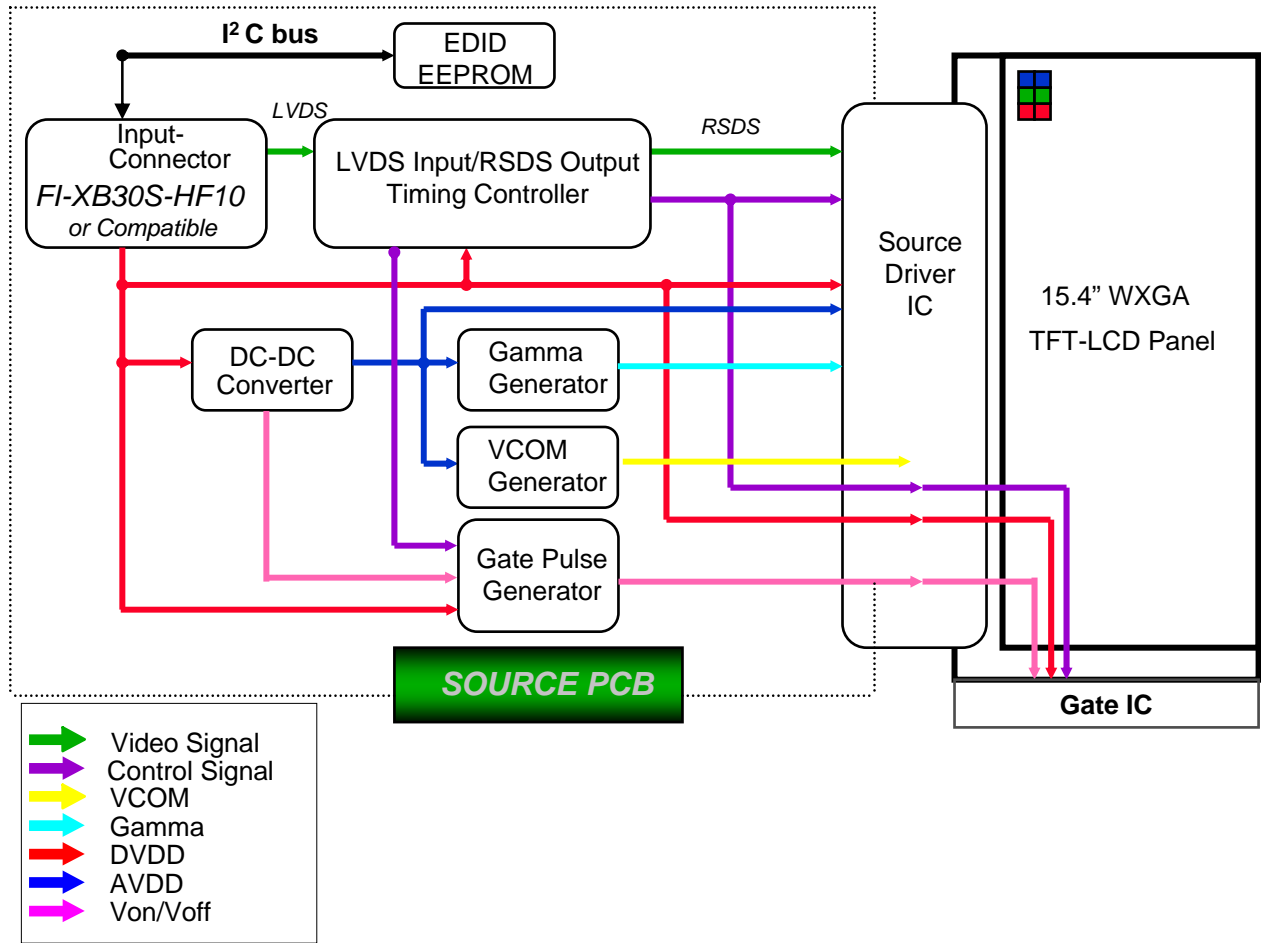 I² C bus
EDID
EEPROM
LVDS
RSDS
Input-
Connector
FI-XB30S-HF10
or Compatible
LVDS Input/RSDS Output
Timing Controller
Source
Driver
IC
15.4” WXGA
TFT-LCD Panel
DC-DC
Converter
Gamma
Generator
VCOM
Generator
Gate Pulse
Generator
SOURCE PCB
Gate IC
Video Signal
Control Signal
VCOM
Gamma
DVDD
AVDD
Von/Voff